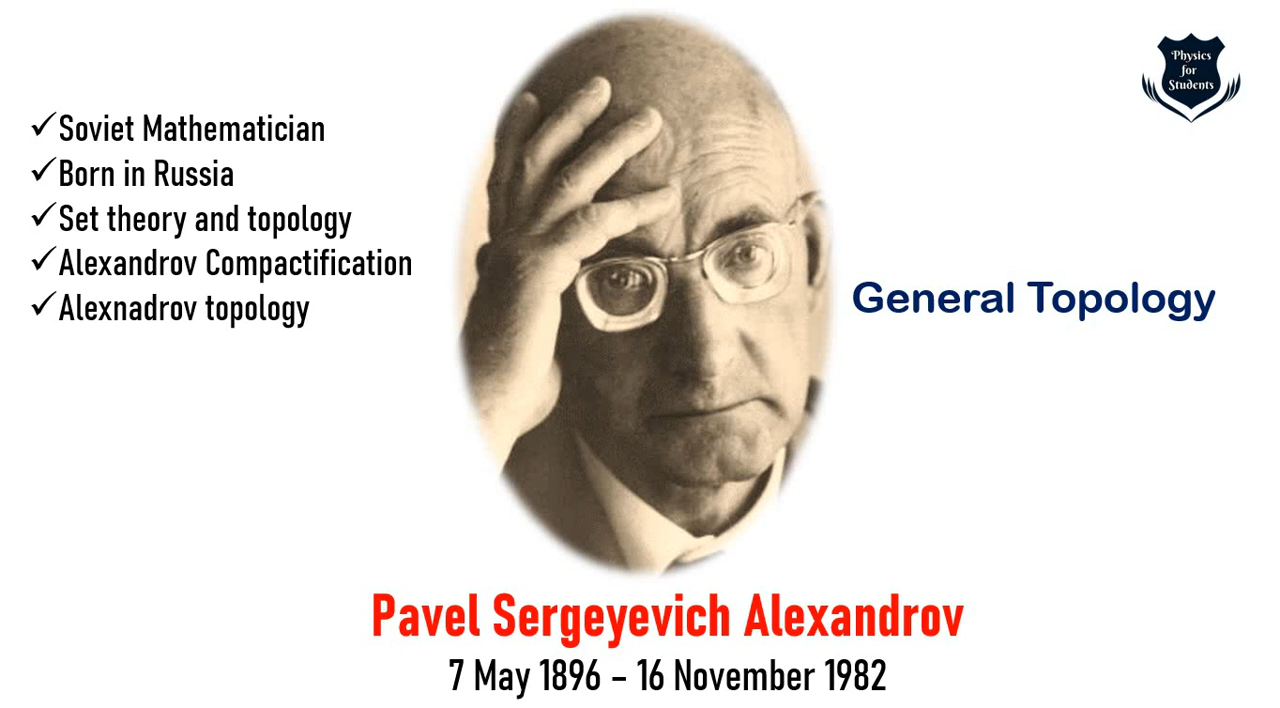 Physics
for
Students
✓Soviet Mathematician
✓Born in Russia
✓Set theory and topology
✓Alexandrov Compactification
✓Alexnadrov topology
General Topology
Pavel Sergeyevich Alexandrov
7 May 1896 – 16 November 1982